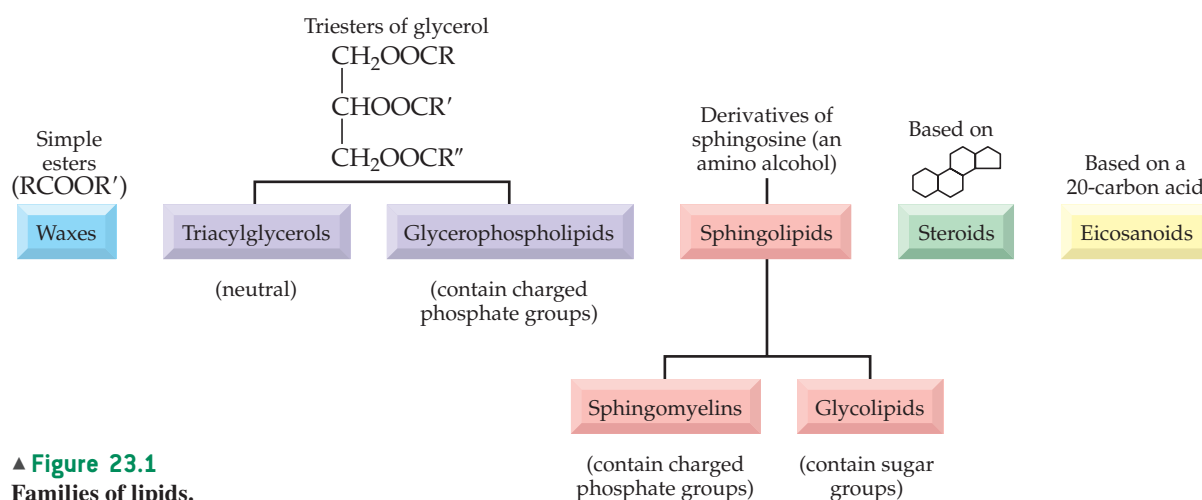 Triesters of glycerol
CH₂OOCR
CHOOCR′
CH₂OOCR″
Simple
esters
(RCOOR′)
Waxes
Triacylglycerols
(neutral)
Glycerophospholipids
(contain charged
phosphate groups)
Derivatives of
sphingosine (an
amino alcohol)
Sphingolipids
Based on
Steroids
Based on a
20-carbon acid
Eicosanoids
Sphingomyelins
(contain charged
phosphate groups)
Glycolipids
(contain sugar
groups)
▲ Figure 23.1
Families of lipids.